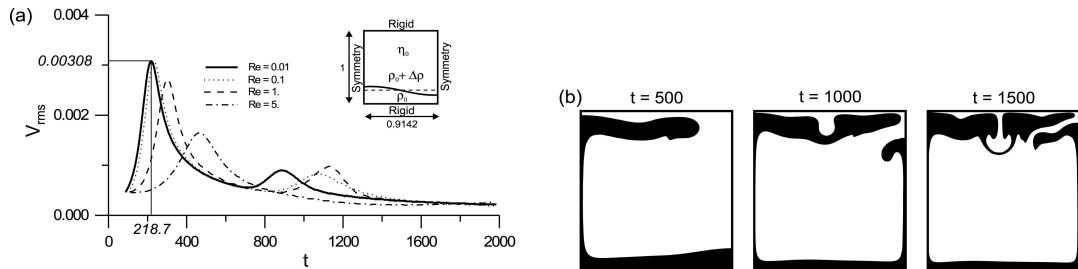 (a)
0.004
0.00308
0.002
0.000
V rms
218.7
0
400
800
1200
1600
2000
t
Re = 0.01
Re = 0.1
Re = 1.
Re = 5.
Rigid
Symmetry
1
η₀
ρ₀+ Δρ
ρ₀
Symmetry
Rigid
0.9142
(b)
t = 500
t = 1000
t = 1500